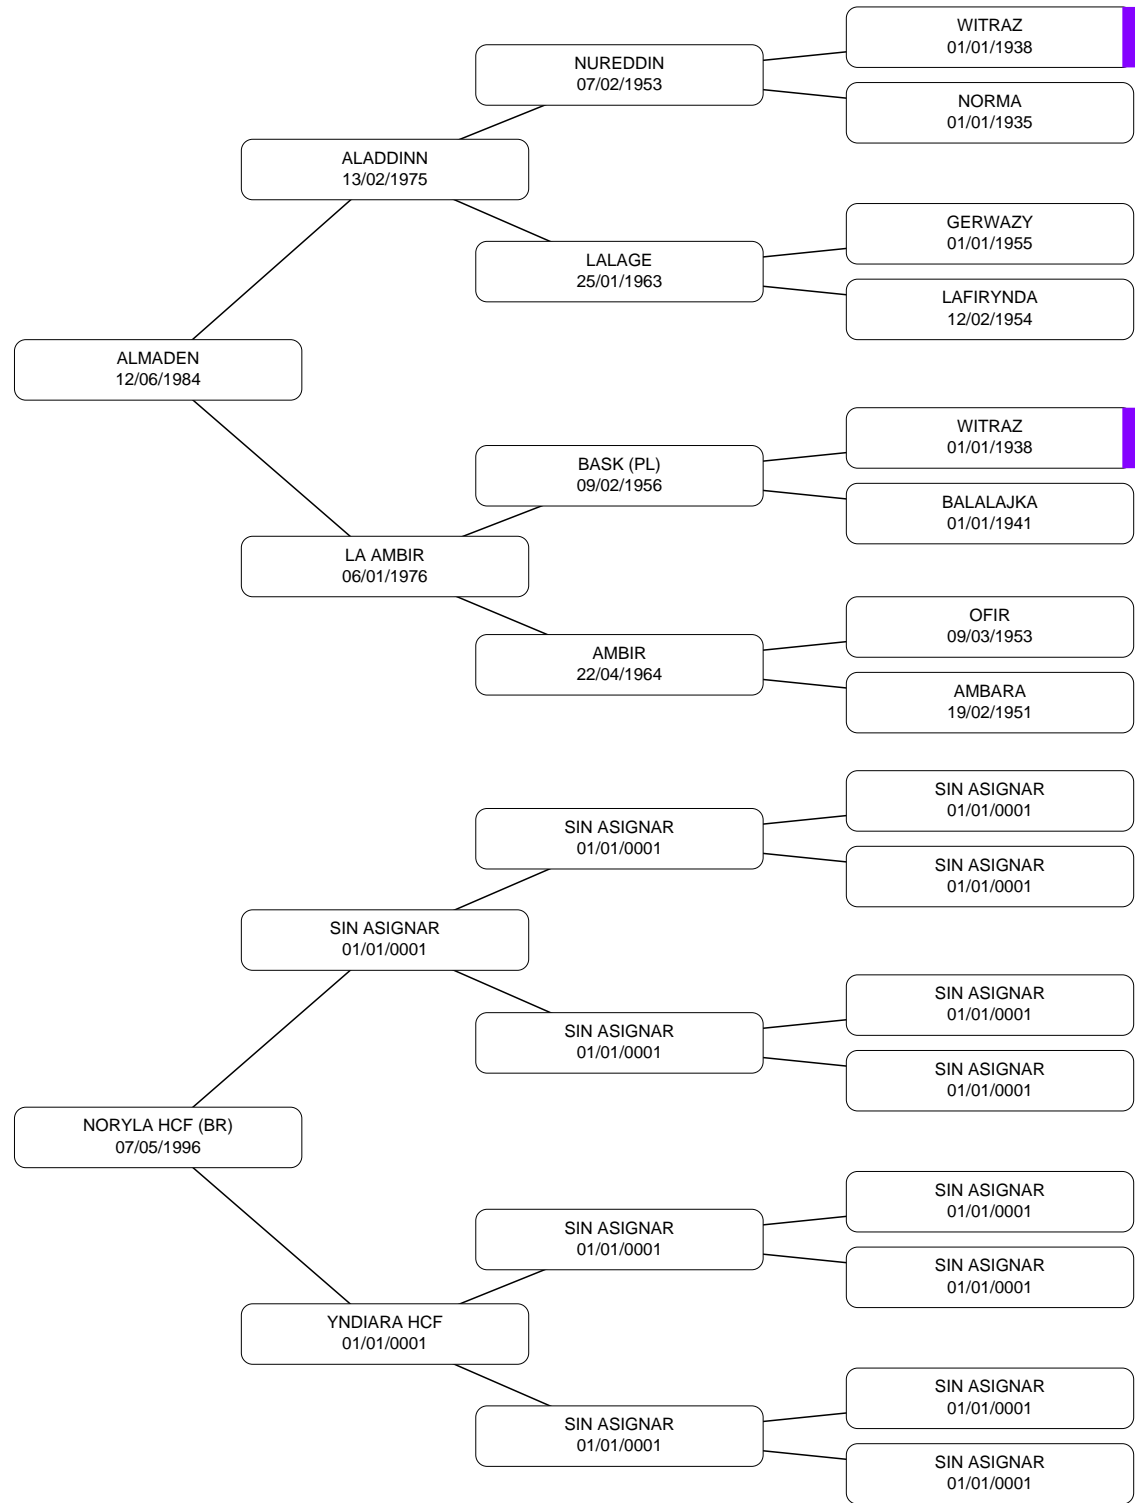 WITRAZ
01/01/1938
NUREDDIN
07/02/1953
NORMA
01/01/1935
ALADDINN
13/02/1975
GERWAZY
01/01/1955
LALAGE
25/01/1963
LAFIRYNDA
12/02/1954
ALMADEN
12/06/1984
WITRAZ
01/01/1938
BASK (PL)
09/02/1956
BALALAJKA
01/01/1941
LA AMBIR
06/01/1976
OFIR
09/03/1953
AMBIR
22/04/1964
AMBARA
19/02/1951
SIN ASIGNAR
01/01/0001
SIN ASIGNAR
01/01/0001
SIN ASIGNAR
01/01/0001
SIN ASIGNAR
01/01/0001
SIN ASIGNAR
01/01/0001
SIN ASIGNAR
01/01/0001
SIN ASIGNAR
01/01/0001
NORYLA HCF (BR)
07/05/1996
SIN ASIGNAR
01/01/0001
SIN ASIGNAR
01/01/0001
SIN ASIGNAR
01/01/0001
YNDIARA HCF
01/01/0001
SIN ASIGNAR
01/01/0001
SIN ASIGNAR
01/01/0001
SIN ASIGNAR
01/01/0001